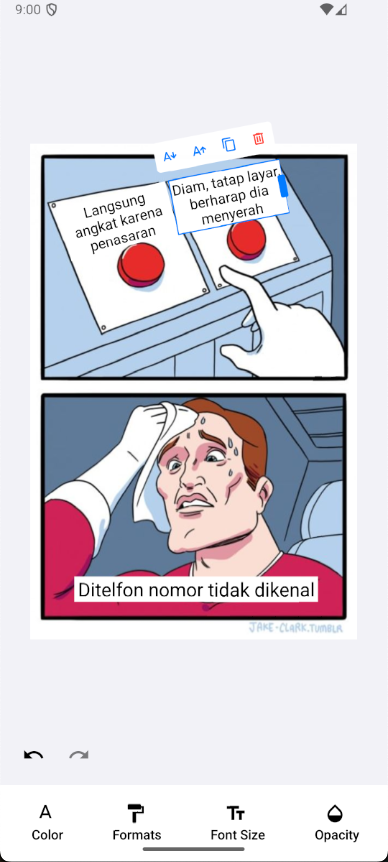 9:00
Langsung
angkat karena
penasaran
Diam, tatap layar,
berharap dia
menyerah
Ditelfon nomor tidak dikenal
JAKE-CLARK.TUMBLR
Color
Formats
Font Size
Opacity